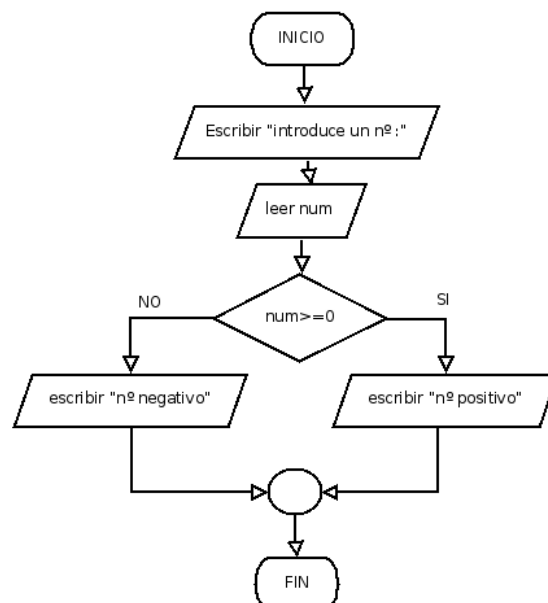 INICIO
Escribir "introduce un nº:"
leer num
num>=0
NO
SI
escribir "nº negativo"
escribir "nº positivo"
FIN